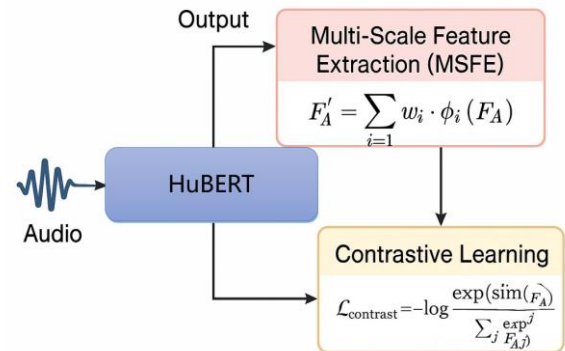 Output
Multi-Scale Feature
Extraction (MSFE)
F'_A = ∑_{i=1} w_i · ϕ_i (F_A)
HuBERT
Audio
Contrastive Learning
ℒ_contrast = -log exp(sim(F_A) / ∑_j exp^j F_{A,j})